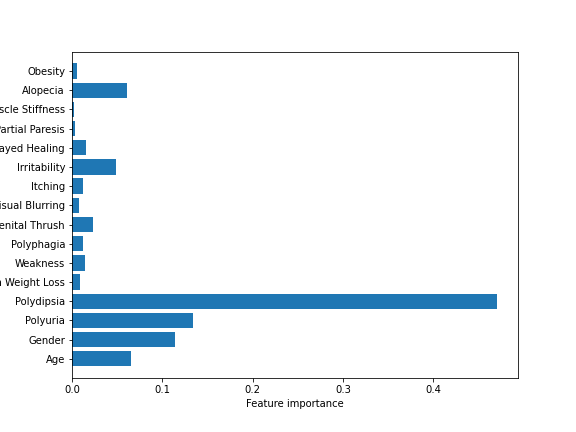 Obesity
Alopecia
scle Stiffness
Partial Paresis
ayed Healing
Irritability
Itching
isual Blurring
enital Thrush
Polyphagia
Weakness
Weight Loss
Polydipsia
Polyuria
Gender
Age
0.0 0.1 0.2 0.3 0.4
Feature importance